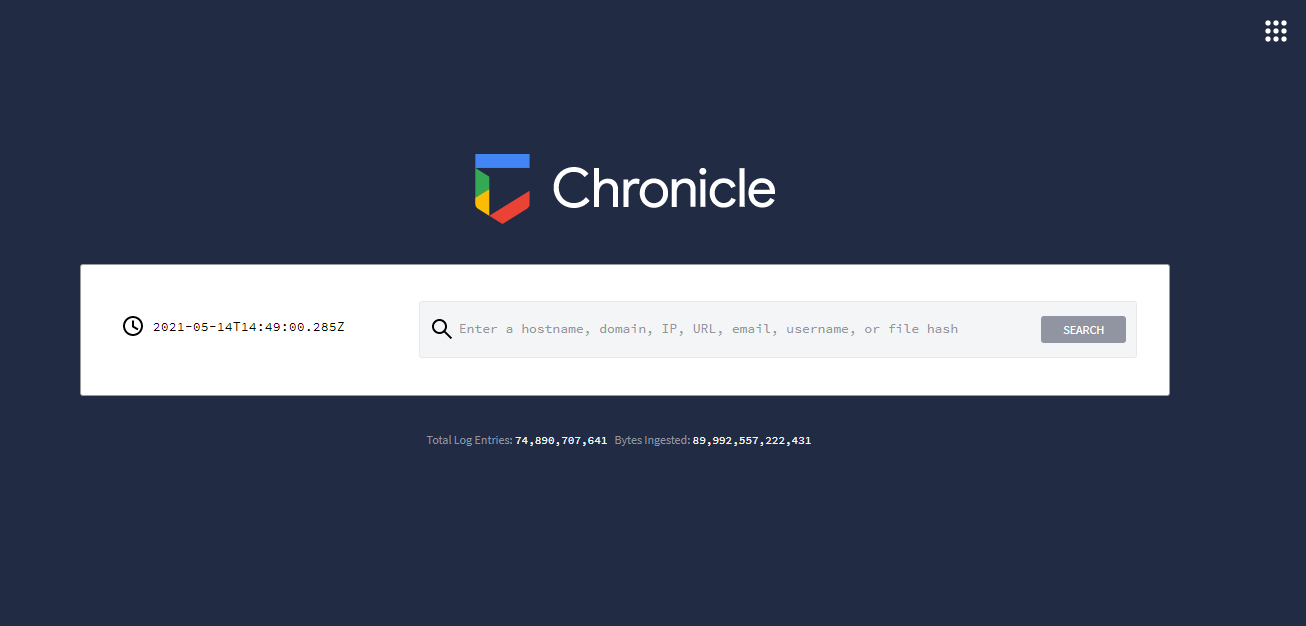 Chronicle
2021-05-14T14:49:00.285Z
Enter a hostname, domain, IP, URL, email, username, or file hash
SEARCH
Total Log Entries: 74,890,707,641 Bytes Ingested: 89,992,557,222,431